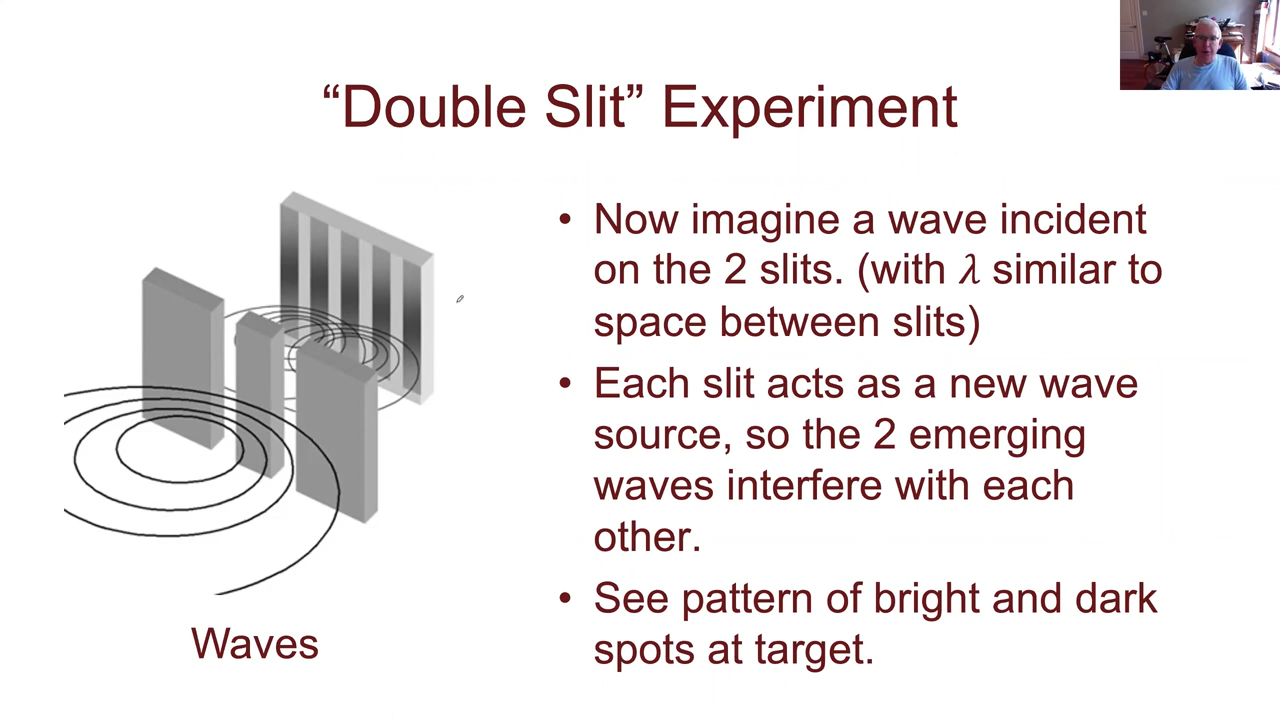 “Double Slit” Experiment
• Now imagine a wave incident
on the 2 slits. (with λ similar to
space between slits)
• Each slit acts as a new wave
source, so the 2 emerging
waves interfere with each
other.
• See pattern of bright and dark
spots at target.
Waves